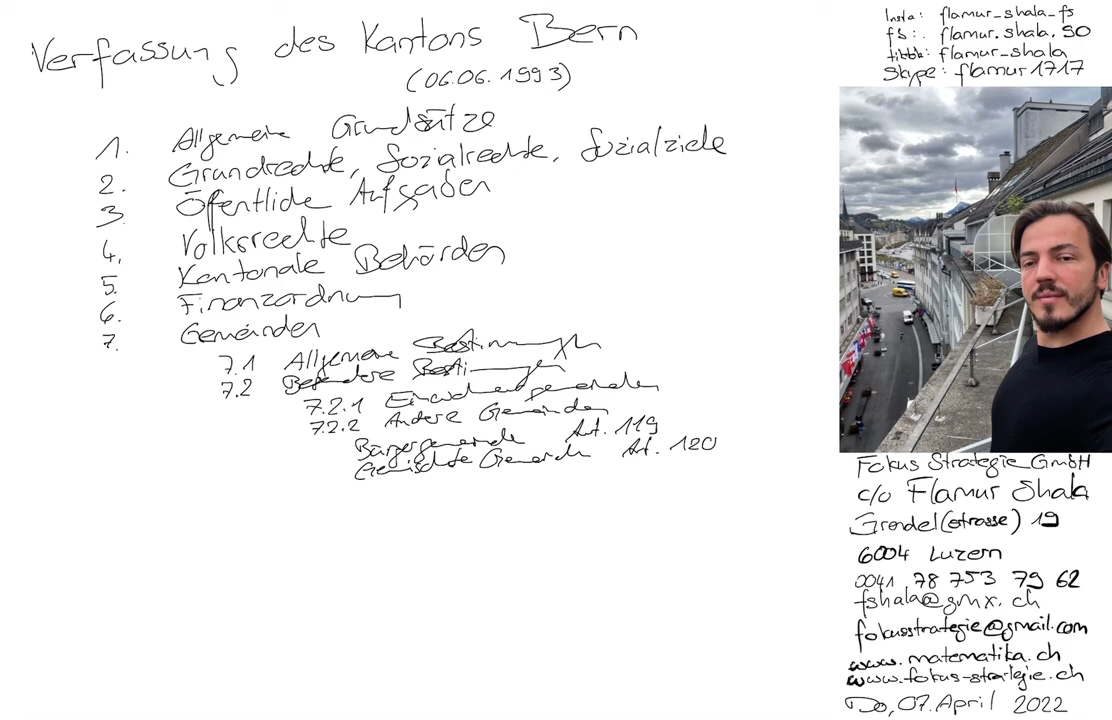 Verfassung des Kantons Bern
(06.06.1993)
1. Allgemeine Grundsätze
2. Grundrechte, Sozialrechte, Sozialziele
3. Öfentliche Aufgaben
4. Volksrechte
5. Kantonale Behörden
6. Finanzordnung
7. Gemeinden
7.1 Allgemeine Bestimmungen
7.2 Besondere Bestimmungen
7.2.1 Einwohnergemeinden
7.2.2 Andere Gemeinden
Burgergemeinde Art. 119
Gemischte Gemeinde Art. 120
Insta: flamur_shala_fs
fs:. flamur.shala.90
tiktok: flamur_shala
Skype: flamur1717
Fokus Strategie GmbH
c/o Flamur Shala
Grendel(strasse) 19
6004 Luzern
0041 78 753 79 62
fshala@gmx.ch
fokusstrategie@gmail.com
www.matematika.ch
www.fokus-strategie.ch
Do, 07. April 2022